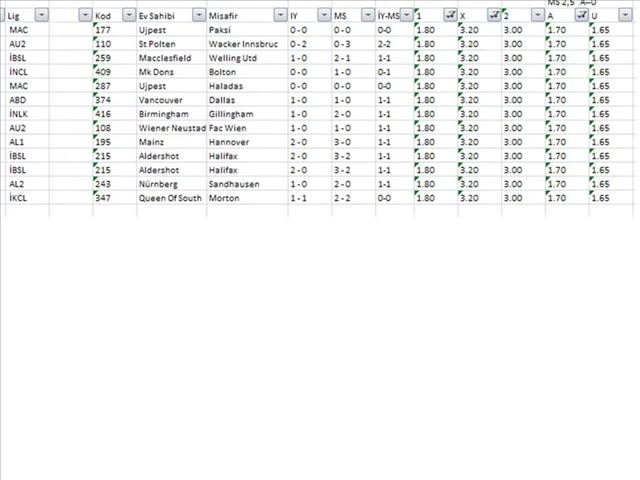 MS 2,5 A--U
Lig Kod Ev Sahibi Misafir IY MS İY-MS 1 X 2 A U
MAC 177 Ujpest Paksi 0 - 0 0 - 0 0-0 1.80 3.20 3.00 1.70 1.65
AU2 110 St Polten Wacker Innsbruc 0 - 2 0 - 3 2-2 1.80 3.20 3.00 1.70 1.65
İBSL 259 Macclesfield Welling Utd 1 - 0 2 - 1 1-1 1.80 3.20 3.00 1.70 1.65
İNCL 409 Mk Dons Bolton 0 - 0 1 - 0 0-1 1.80 3.20 3.00 1.70 1.65
MAC 287 Ujpest Haladas 0 - 0 0 - 0 0-0 1.80 3.20 3.00 1.70 1.65
ABD 374 Vancouver Dallas 1 - 0 1 - 0 1-1 1.80 3.20 3.00 1.70 1.65
İNLK 416 Birmingham Gillingham 1 - 0 2 - 0 1-1 1.80 3.20 3.00 1.70 1.65
AU2 108 Wiener Neustad Fac Wien 1 - 0 1 - 0 1-1 1.80 3.20 3.00 1.70 1.65
AL1 195 Mainz Hannover 2 - 0 3 - 0 1-1 1.80 3.20 3.00 1.70 1.65
İBSL 215 Aldershot Halifax 2 - 0 3 - 2 1-1 1.80 3.20 3.00 1.70 1.65
İBSL 215 Aldershot Halifax 2 - 0 3 - 2 1-1 1.80 3.20 3.00 1.70 1.65
AL2 243 Nürnberg Sandhausen 1 - 0 2 - 0 1-1 1.80 3.20 3.00 1.70 1.65
İKCL 347 Queen Of South Morton 1 - 1 2 - 2 0-0 1.80 3.20 3.00 1.70 1.65